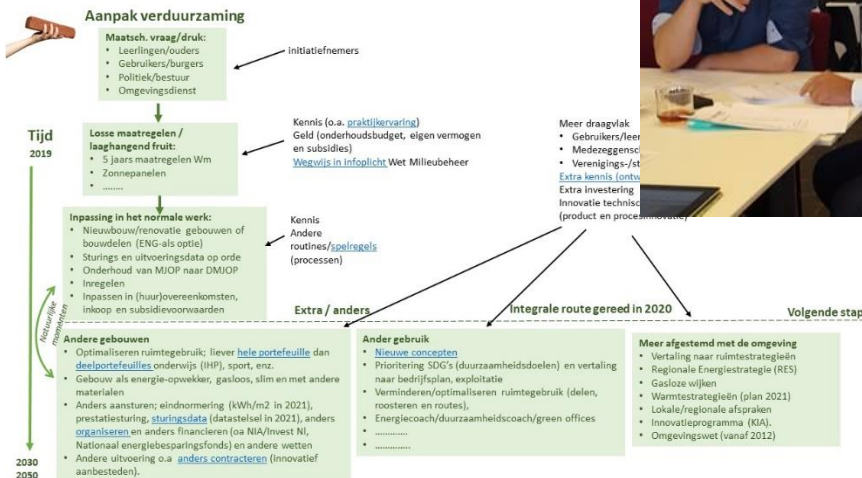 Aanpak verduurzaming
Maatsch. vraag/druk:
• Leerlingen/ouders
• Gebruikers/burgers
• Politiek/bestuur
• Omgevingsdienst
initiatiefnemers
Tijd
2019
Losse maatregelen /
laaghangend fruit:
• 5 jaars maatregelen Wm
• Zonnepanelen
• ........
Kennis (o.a. praktijkervaring)
Geld (onderhoudsbudget, eigen vermogen
en subsidies)
Wegwijs in infoplicht Wet Milieubeheer
Meer draagvlak
• Gebruikers/leer
• Medezeggensch
• Verenigings-/st
Extra kennis (ontw
Extra investering
Innovatie technisc
(product en procesinnovatie)
Inpassing in het normale werk:
• Nieuwbouw/renovatie gebouwen of
bouwdelen (ENG-als optie)
• Sturings en uitvoeringsdata op orde
• Onderhoud van MJOP naar DMJOP
• Inregelen
• Inpassen in (huur)overeenkomsten,
inkoop en subsidievoorwaarden
Kennis
Andere
routines/spelregels
(processen)
Natuurlijke
momenten
Extra / anders
Integrale route gereed in 2020
Volgende stap
Andere gebouwen
• Optimaliseren ruimtegebruik; liever hele portefeuille dan
deelportefeuilles onderwijs (IHP), sport, enz.
• Gebouw als energie-opwekker, gasloos, slim en met andere
materialen
• Anders aansturen; eindnormering (kWh/m2 in 2021),
prestatiesturing, sturingsdata (datastelsel in 2021), anders
organiseren en anders financieren (oa NIA/Invest NI,
Nationaal energiebesparingsfonds) en andere wetten
• Andere uitvoering o.a anders contracteren (innovatief
aanbesteden).
Ander gebruik
• Nieuwe concepten
• Prioritering SDG's (duurzaamheidsdoelen) en vertaling
naar bedrijfsplan, exploitatie
• Verminderen/optimaliseren ruimtegebruik (delen,
roosteren en routes),
• Energiecoach/duurzaamheidscoach/green offices
• .............
• .............
Meer afgestemd met de omgeving
• Vertaling naar ruimtestrategieën
• Regionale Energiestrategie (RES)
• Gasloze wijken
• Warmtestrategieën (plan 2021)
• Lokale/regionale afspraken
• Innovatieprogramma (KIA).
• Omgevingswet (vanaf 2012)
2030
2050